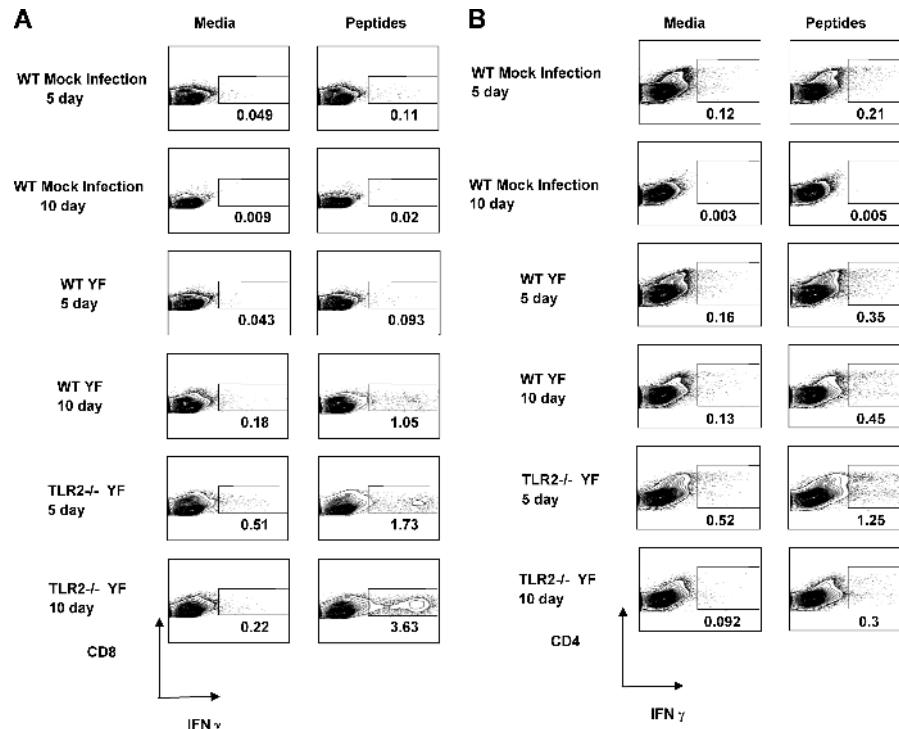 A
Media Peptides
WT Mock Infection
5 day
0.049 0.11
WT Mock Infection
10 day
0.009 0.02
WT YF
5 day
0.043 0.093
WT YF
10 day
0.18 1.05
TLR2-/- YF
5 day
0.51 1.73
TLR2-/- YF
10 day
0.22 3.63
CD8
IFN γ
B
Media Peptides
WT Mock Infection
5 day
0.12 0.21
WT Mock Infection
10 day
0.003 0.005
WT YF
5 day
0.16 0.35
WT YF
10 day
0.13 0.45
TLR2-/- YF
5 day
0.52 1.25
TLR2-/- YF
10 day
0.092 0.3
CD4
IFN γ